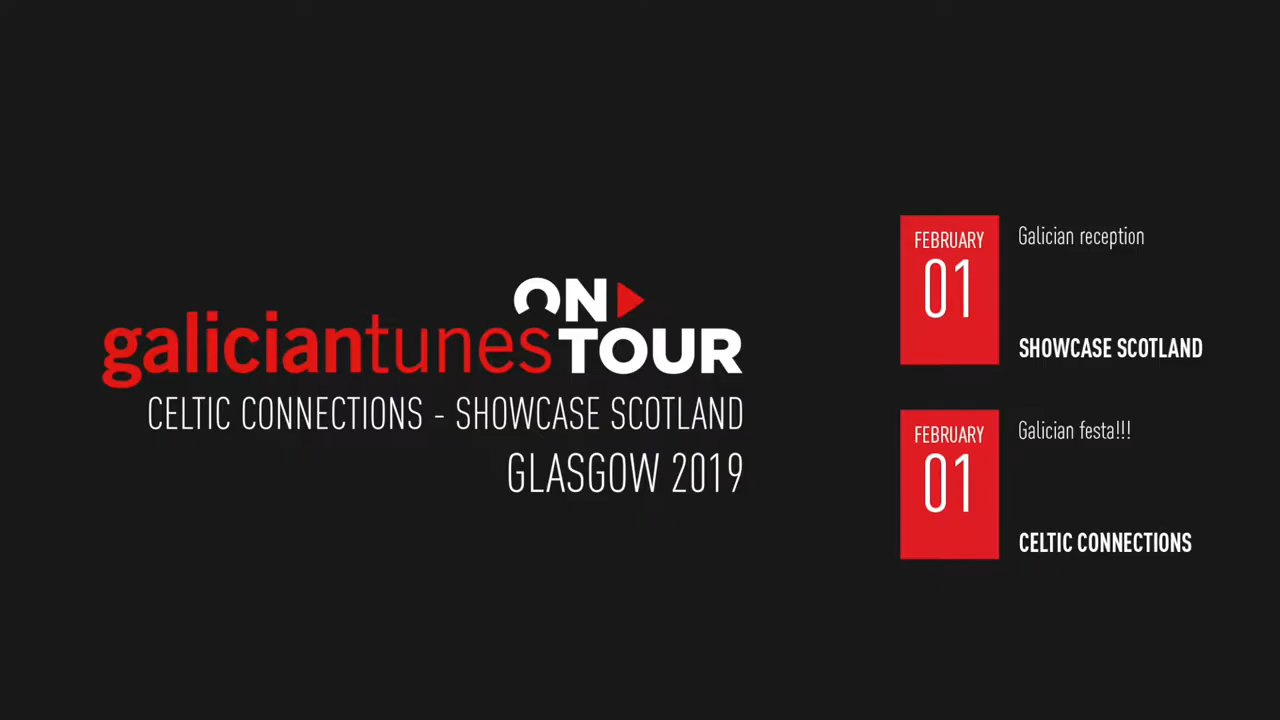 ON
galiciantunes TOUR
CELTIC CONNECTIONS - SHOWCASE SCOTLAND
GLASGOW 2019
FEBRUARY
01
Galician reception
SHOWCASE SCOTLAND
FEBRUARY
01
Galician festa!!!
CELTIC CONNECTIONS